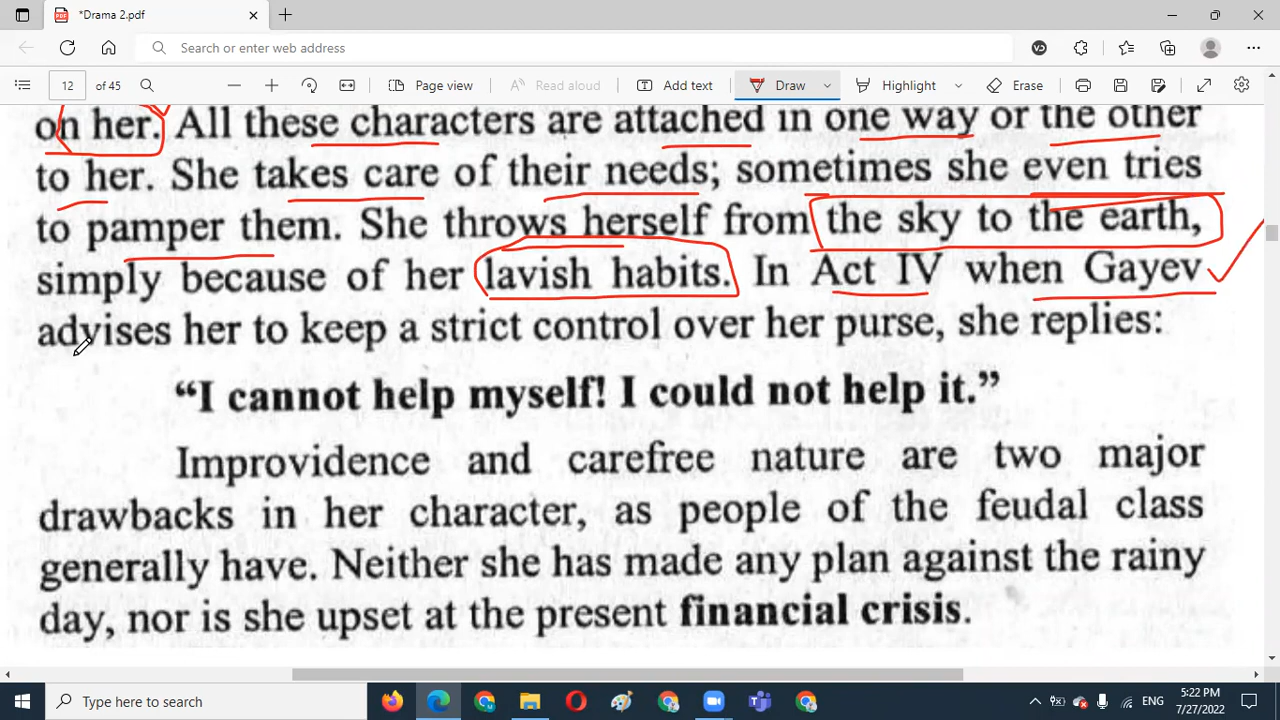 *Drama 2.pdf
Search or enter web address
12 of 45
Page view
Read aloud
Add text
Draw
Highlight
Erase
on her. All these characters are attached in one way or the other
to her. She takes care of their needs; sometimes she even tries
to pamper them. She throws herself from the sky to the earth,
simply because of her lavish habits. In Act IV when Gayev
advises her to keep a strict control over her purse, she replies:
“I cannot help myself! I could not help it.”
Improvidence and carefree nature are two major
drawbacks in her character, as people of the feudal class
generally have. Neither she has made any plan against the rainy
day, nor is she upset at the present financial crisis.
Type here to search
ENG
5:22 PM
7/27/2022